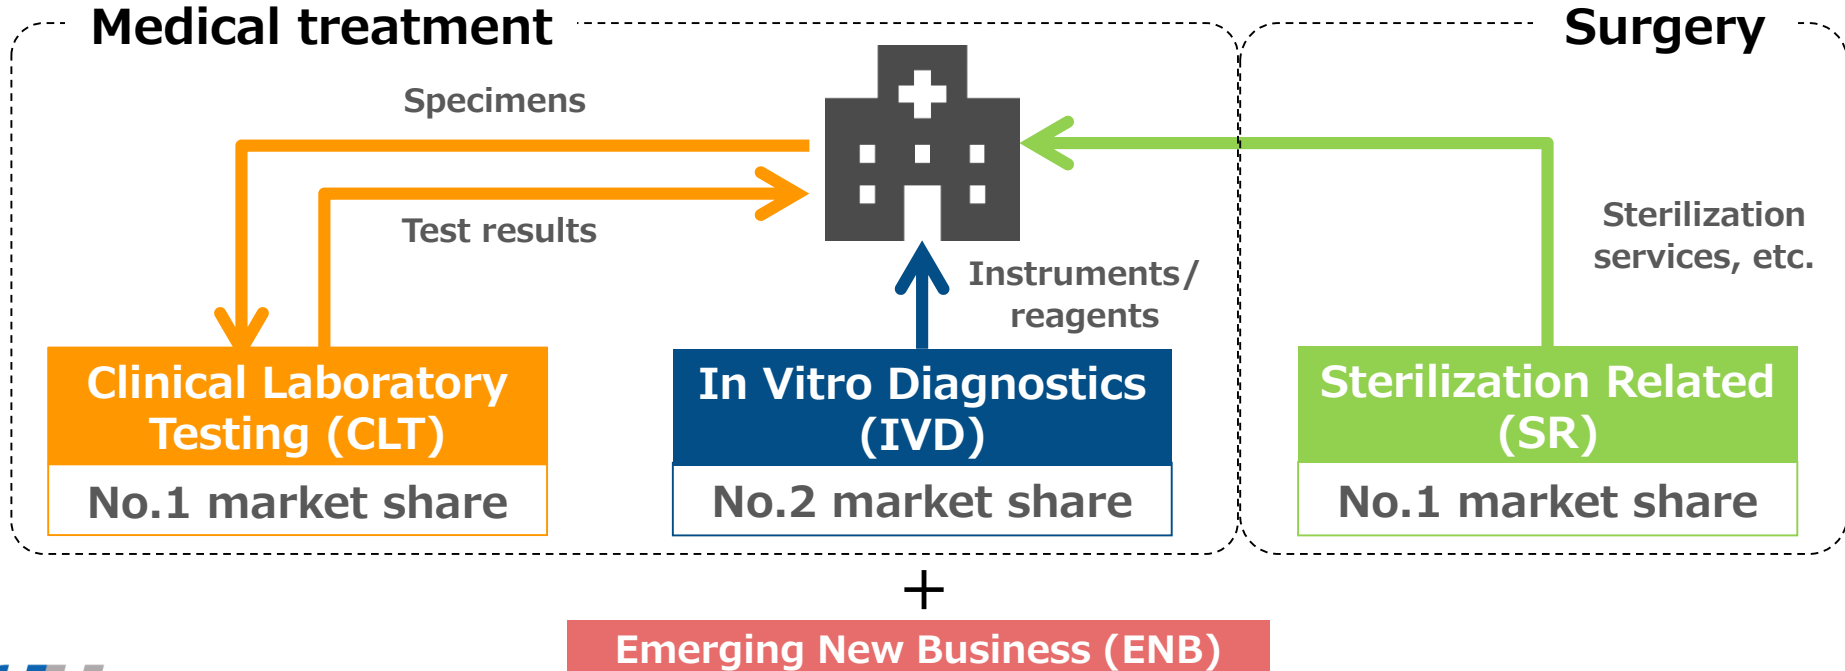 Medical treatment
Surgery
Specimens
Test results
Instruments/
reagents
Sterilization
services, etc.
Clinical Laboratory
Testing (CLT)
No.1 market share
In Vitro Diagnostics
(IVD)
No.2 market share
Sterilization Related
(SR)
No.1 market share
+
Emerging New Business (ENB)